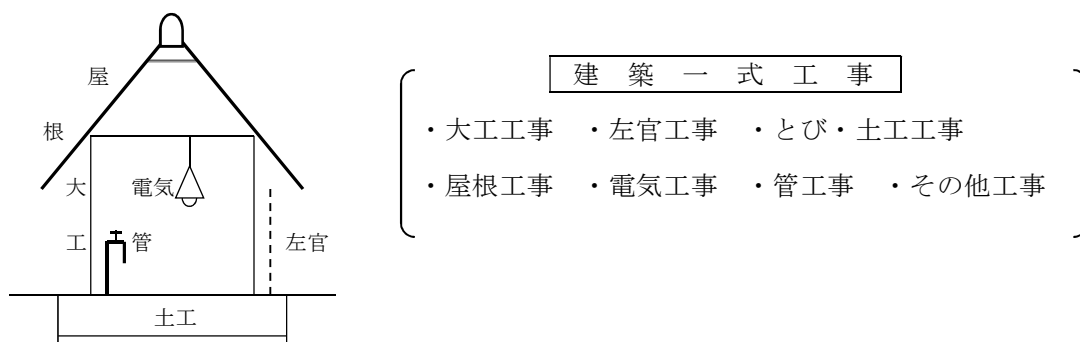 屋
根
大
工
電気
管
左官
土工
建築一式工事
・大工工事 ・左官工事 ・とび・土工工事
・屋根工事 ・電気工事 ・管工事 ・その他工事